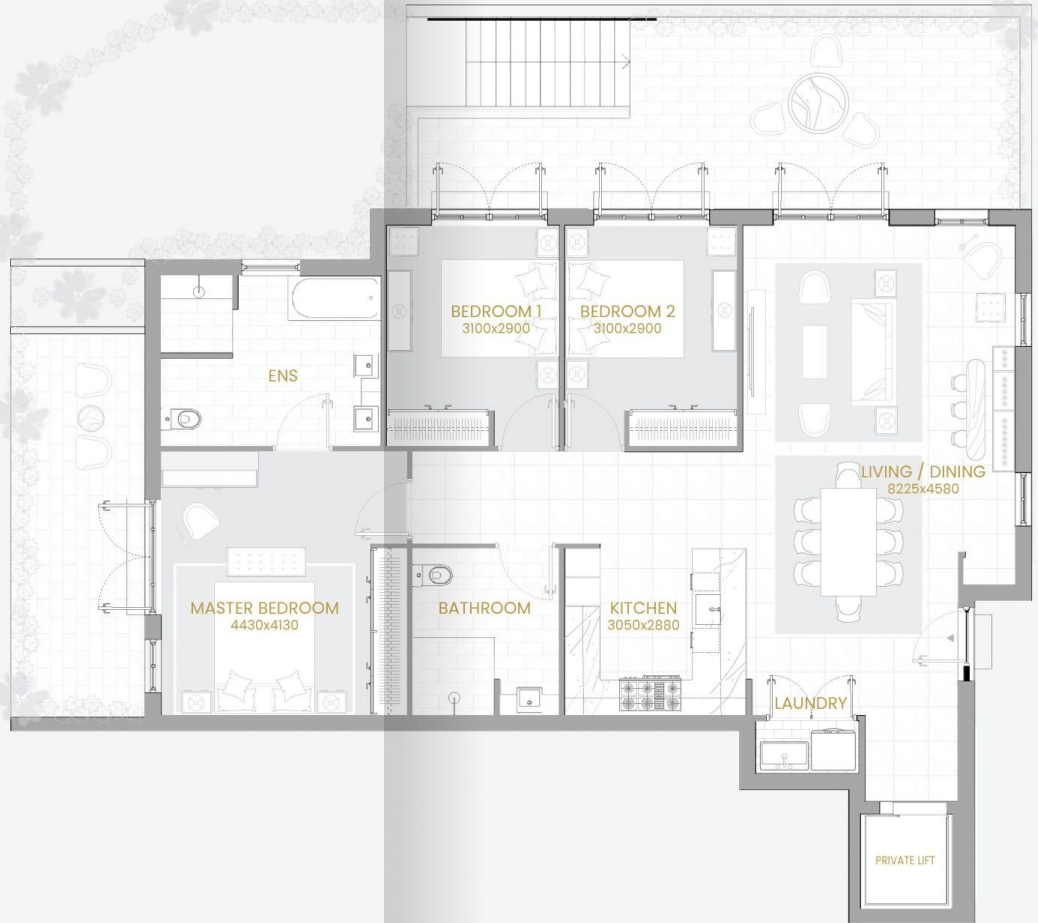 BEDROOM 1
3100x2900
BEDROOM 2
3100x2900
ENS
LIVING / DINING
8225x4580
MASTER BEDROOM
4430x4130
BATHROOM
KITCHEN
3050x2880
LAUNDRY
PRIVATE LIFT